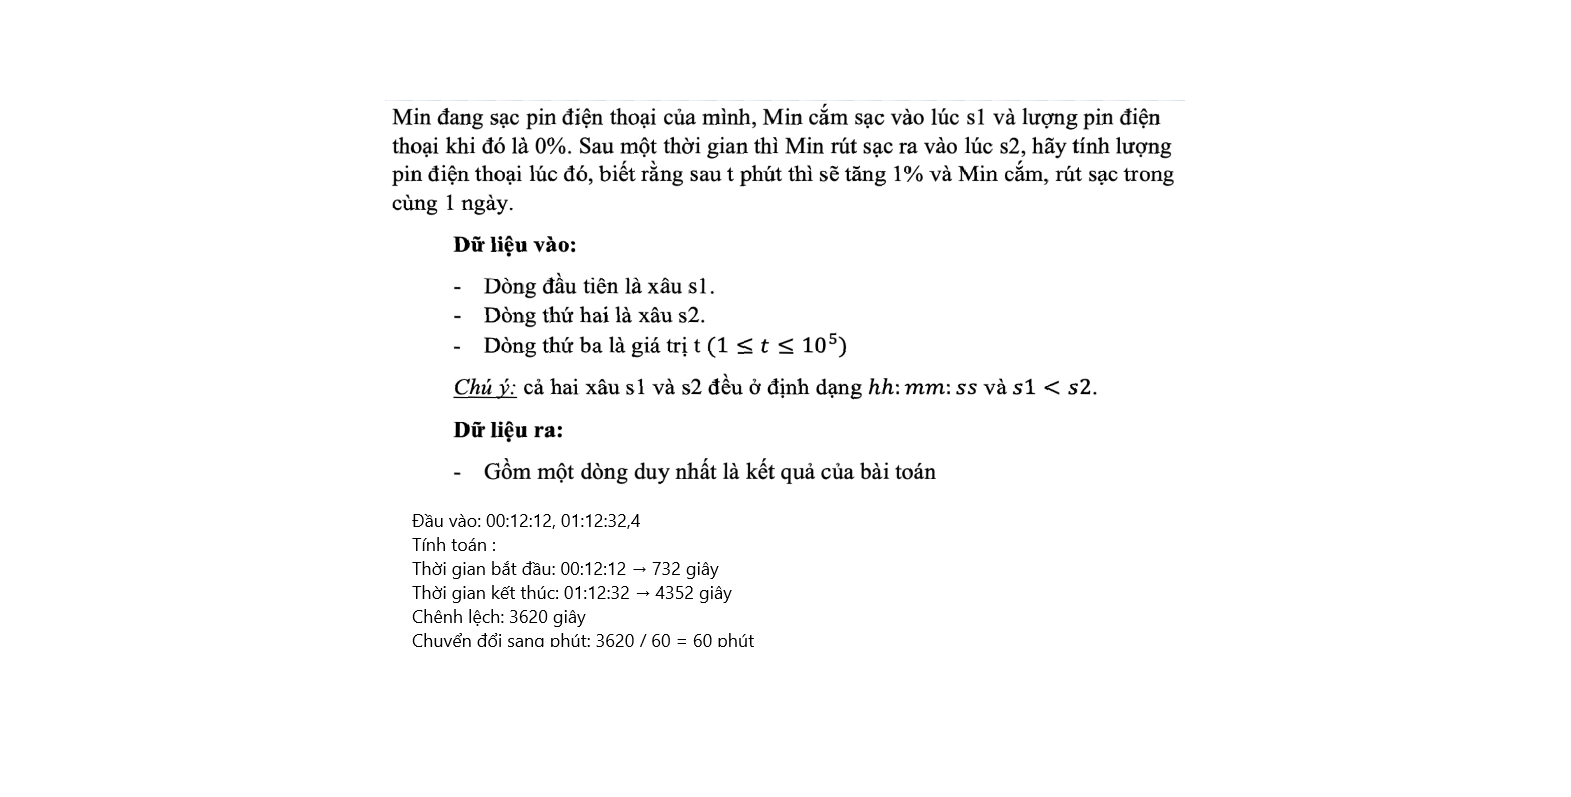 Min đang sạc pin điện thoại của mình, Min cắm sạc vào lúc s1 và lượng pin điện
thoại khi đó là 0%. Sau một thời gian thì Min rút sạc ra vào lúc s2, hãy tính lượng
pin điện thoại lúc đó, biết rằng sau t phút thì sẽ tăng 1% và Min cắm, rút sạc trong
cùng 1 ngày.
Dữ liệu vào:
- Dòng đầu tiên là xâu s1.
- Dòng thứ hai là xâu s2.
- Dòng thứ ba là giá trị t (1 ≤ t ≤ 10⁵)
Chú ý: cả hai xâu s1 và s2 đều ở định dạng hh: mm: ss và s1 < s2.
Dữ liệu ra:
- Gồm một dòng duy nhất là kết quả của bài toán
Đầu vào: 00:12:12, 01:12:32,4
Tính toán :
Thời gian bắt đầu: 00:12:12 → 732 giây
Thời gian kết thúc: 01:12:32 → 4352 giây
Chênh lệch: 3620 giây
Chuyển đổi sang phút: 3620 / 60 = 60 phút